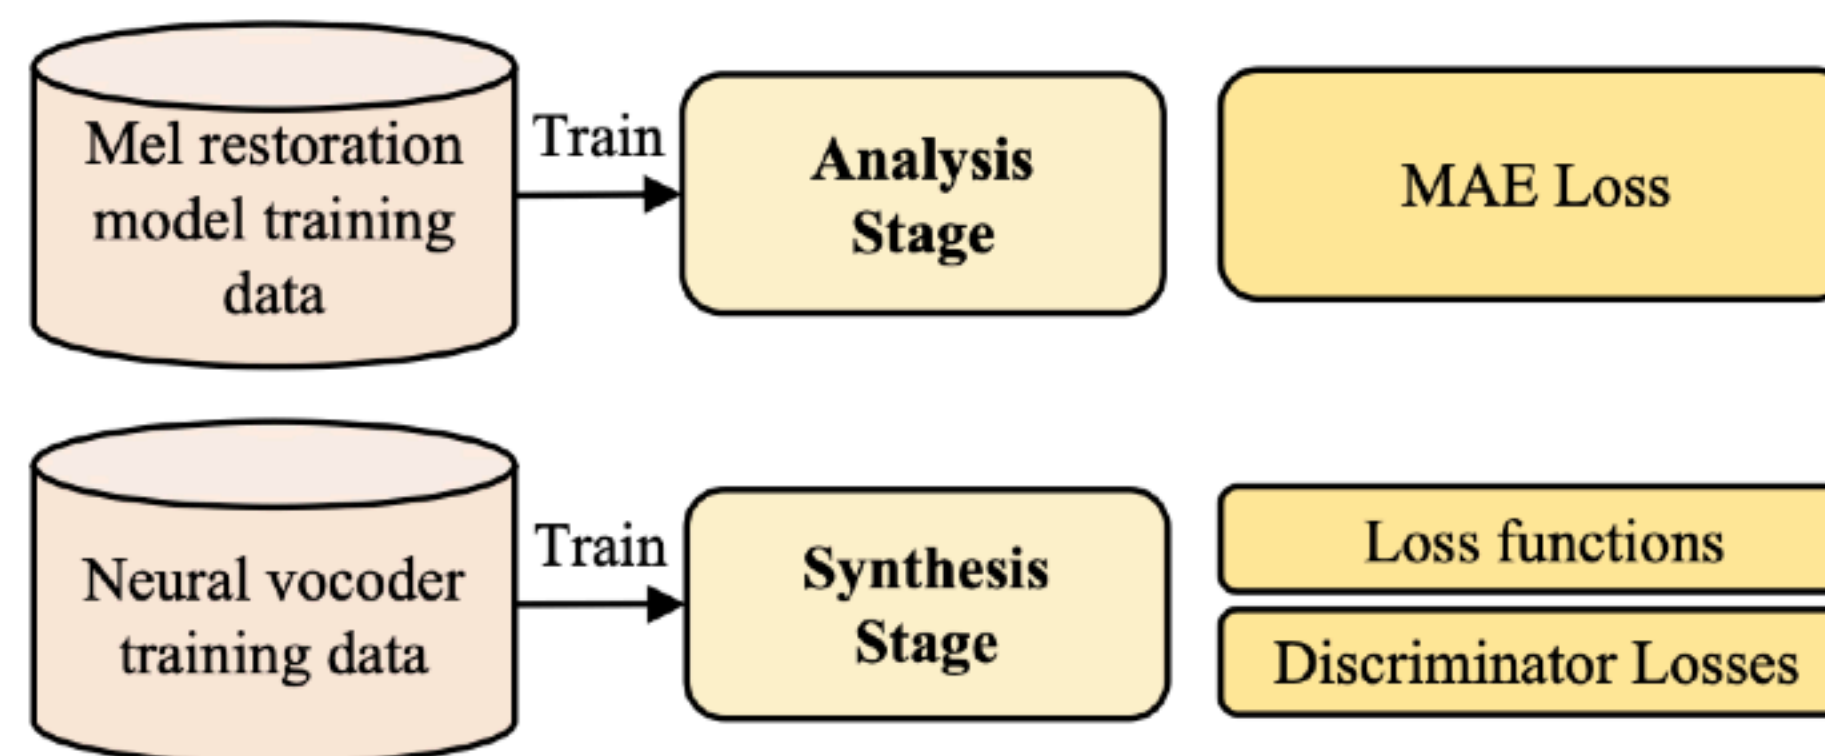 Mel restoration
model training
data
Train
Analysis
Stage
MAE Loss
Neural vocoder
training data
Train
Synthesis
Stage
Loss functions
Discriminator Losses